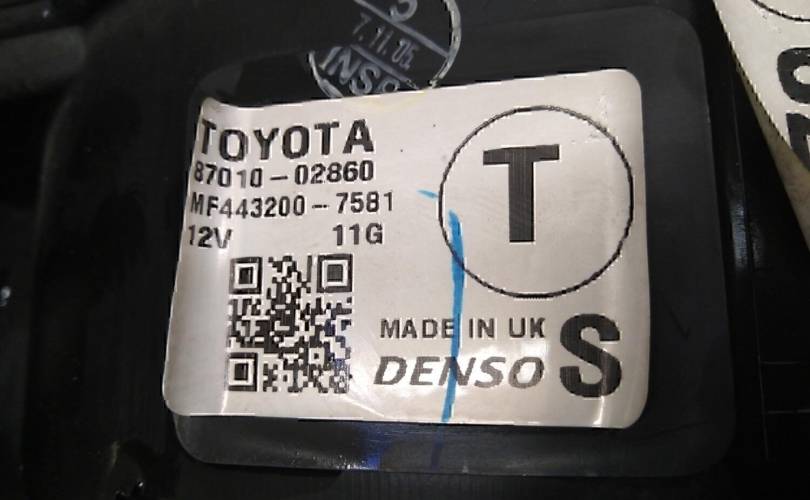 7.11.05.
TOYOTA
87010-02860
MF443200-7581
12V 11G
T
MADE IN UK
DENSO S